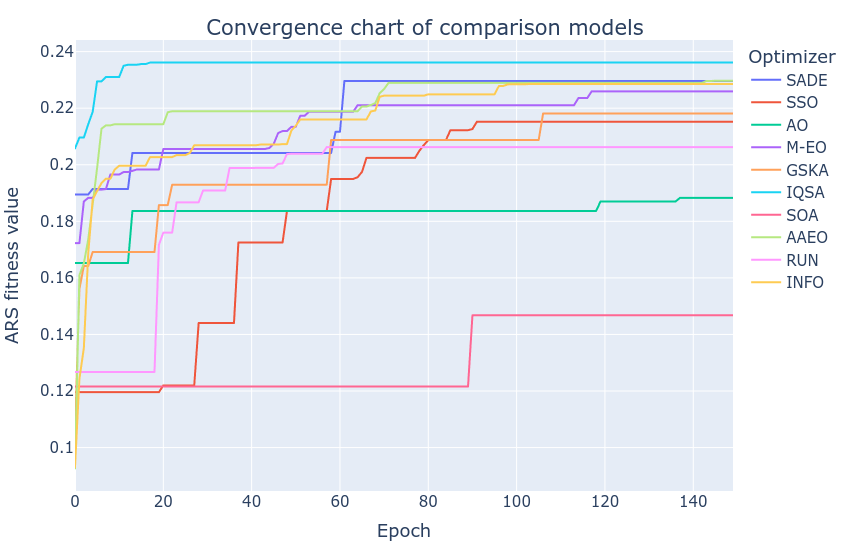 Convergence chart of comparison models
ARS fitness value
0.24
0.22
0.2
0.18
0.16
0.14
0.12
0.1
0
20
40
60
80
100
120
140
Epoch
Optimizer
SADE
SSO
AO
M-EO
GSKA
IQSA
SOA
AAEO
RUN
INFO